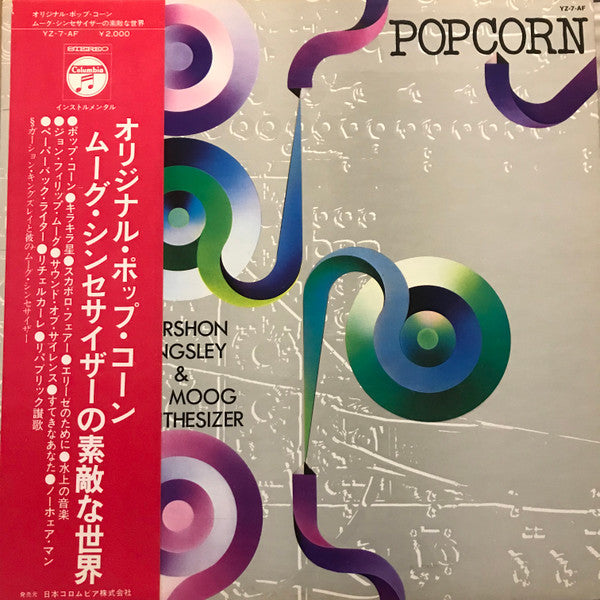 オリジナル・ポップ・コーン
ムーグ・シンセサイザーの素敵な世界
YZ-7-AF ¥2,000
STEREO
Columbia
インストルメンタル
オリジナル・ポップ・コーン
ムーグ・シンセサイザーの素敵な世界
●ポップ・コーン●キラキラ星●スカボロ・フェアー●エリーゼのために●水上の音楽
●ジョン・フィリップ・ムーグ●サウンド・オブ・サイレンス●すてきなあなた●ノーホェア・マン
●ペーパーバック・ライター●リチェルカーレ●リパブリック讃歌
§ガーション・キングズレイと彼のムーグ・シンセサイザー
発売元 日本コロムビア株式会社
YZ-7-AF
POPCORN
RSHON
NGSLEY
&
MOOG
THESIZER